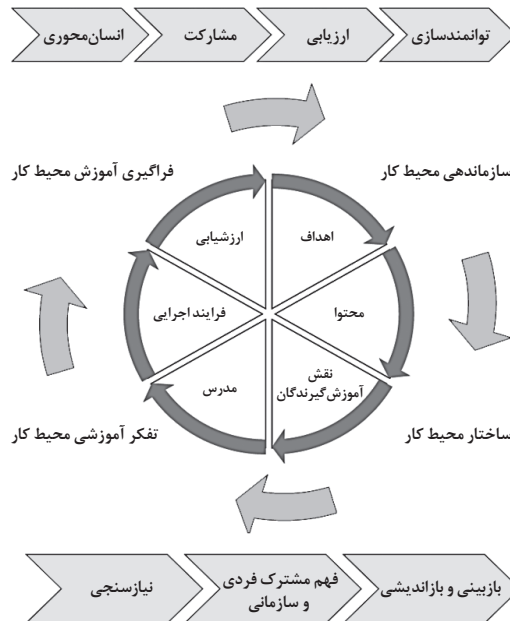 توانمندسازی
ارزیابی
مشارکت
انسان‌محوری
سازماندهی محیط کار
فراگیری آموزش محیط کار
اهداف
ارزشیابی
محتوا
فرایند اجرایی
نقش
آموزش‌گیرندگان
مدرس
ساختار محیط کار
تفکر آموزشی محیط کار
بازبینی و بازاندیشی
فهم مشترک فردی
و سازمانی
نیازسنجی